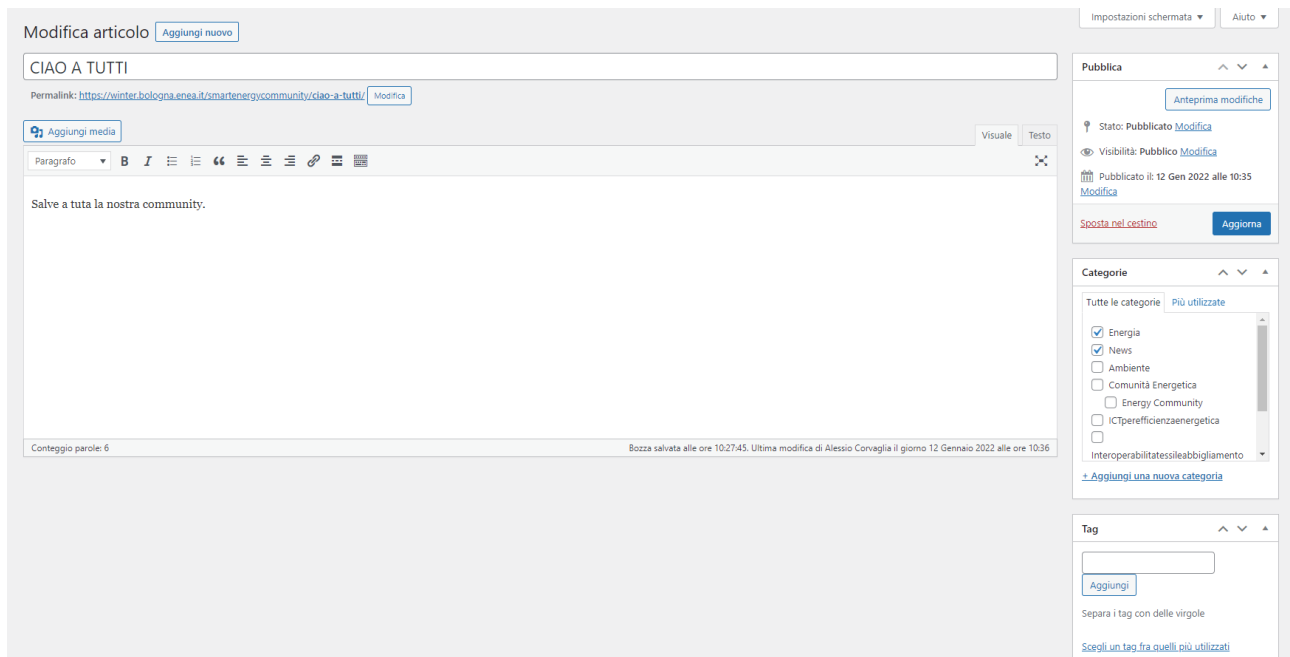 Impostazioni schermata ▼ Aiuto ▼
Modifica articolo Aggiungi nuovo
CIAO A TUTTI
Permalink: https://winter.bologna.enea.it/smartenergycommunity/ciao-a-tutti/ Modifica
Aggiungi media
Visuale Testo
Paragrafo ▼ B I
Salve a tuta la nostra community.
Conteggio parole: 6 Bozza salvata alle ore 10:27:45. Ultima modifica di Alessio Corvaglia il giorno 12 Gennaio 2022 alle ore 10:36
Pubblica
Anteprima modifiche
Stato: Pubblicato Modifica
Visibilità: Pubblico Modifica
Pubblicato il: 12 Gen 2022 alle 10:35
Modifica
Sposta nel cestino Aggiorna
Categorie
Tutte le categorie Più utilizzate
Energia
News
Ambiente
Comunità Energetica
Energy Community
ICTperefficienzaenergetica
Interoperabilitatessileabbigliamento
+ Aggiungi una nuova categoria
Tag
Aggiungi
Separa i tag con delle virgole
Scegli un tag fra quelli più utilizzati